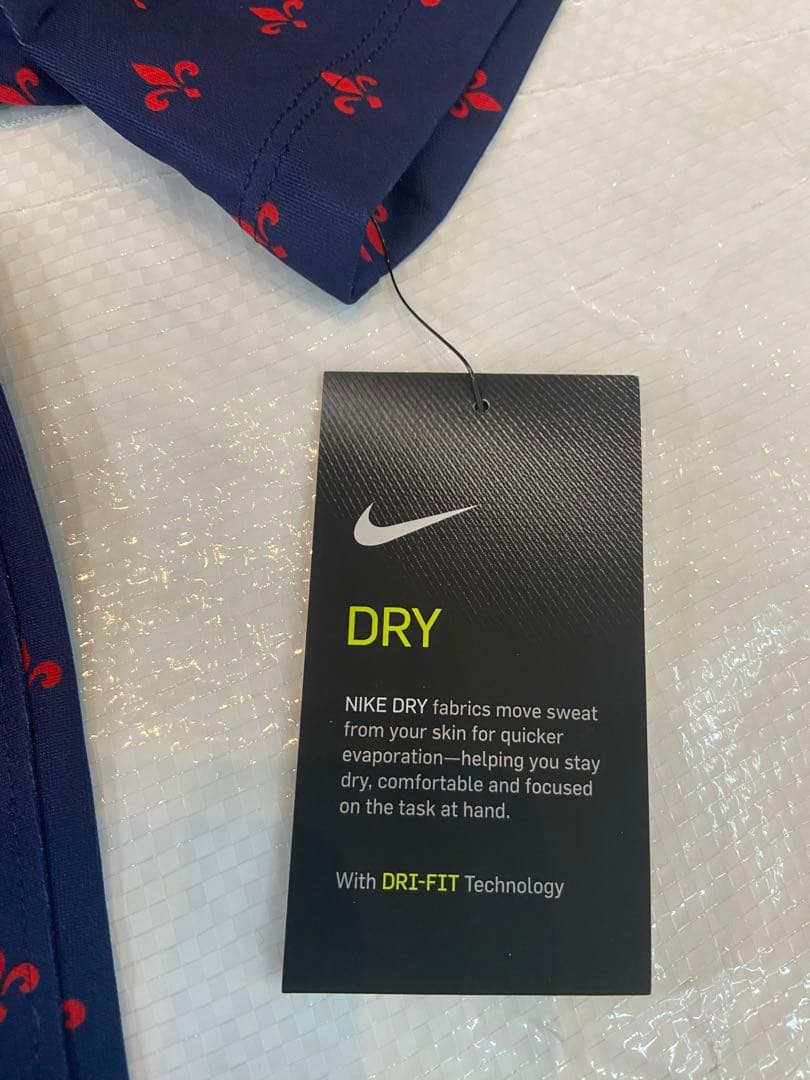 DRY
NIKE DRY fabrics move sweat
from your skin for quicker
evaporation—helping you stay
dry, comfortable and focused
on the task at hand.
With DRI-FIT Technology